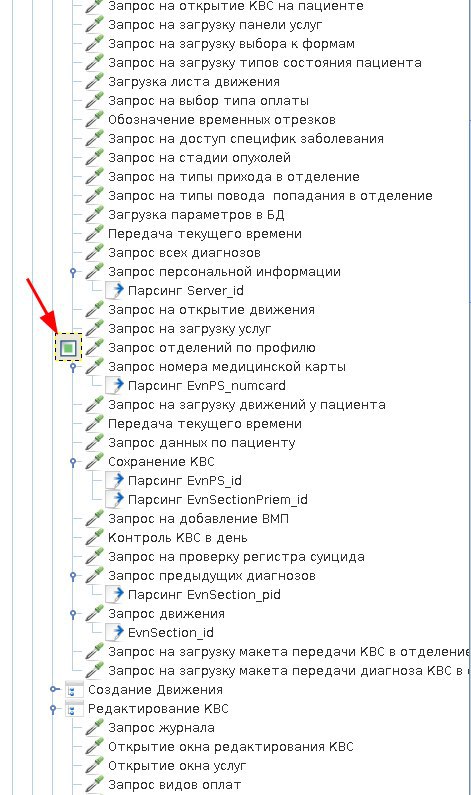 Запрос на открытие КВС на пациенте
Запрос на загрузку панели услуг
Запрос на загрузку выбора к формам
Запрос на загрузку типов состояния пациента
Загрузка листа движения
Запрос на выбор типа оплаты
Обозначение временных отрезков
Запрос на доступ специфик заболевания
Запрос на стадии опухолей
Запрос на типы прихода в отделение
Запрос на типы повода  попадания в отделение
Загрузка параметров в БД
Передача текущего времени
Запрос всех диагнозов
Запрос персональной информации
Парсинг Server_id
Запрос на открытие движения
Запрос на загрузку услуг
Запрос отделений по профилю
Запрос номера медицинской карты
Парсинг EvnPS_numcard
Запрос на загрузку движений у пациента
Передача текущего времени
Запрос данных по пациенту
Сохранение КВС
Парсинг EvnPS_id
Парсинг EvnSectionPriem_id
Запрос на добавление ВМП
Контроль КВС в день
Запрос на проверку регистра суицида
Запрос предыдущих диагнозов
Парсинг EvnSection_pid
Запрос движения
EvnSection_id
Запрос на загрузку макета передачи КВС в отделение
Запрос на загрузку макета передачи диагноза КВС в
Создание Движения
Редактирование КВС
Запрос журнала
Открытие окна редактирования КВС
Открытие окна услуг
Запрос видов оплат